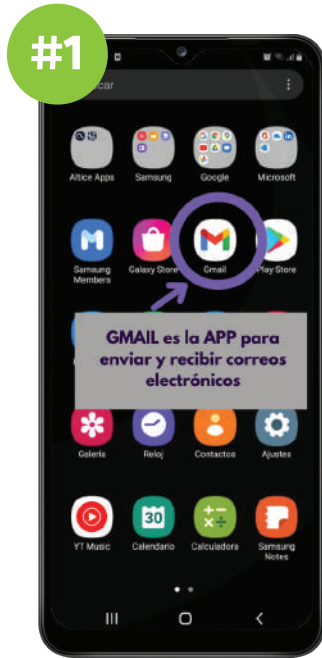 #1
car
Altice Apps Samsung Google Microsoft
Samsung Members Galaxy Store Gmail Play Store
GMAIL es la APP para
enviar y recibir correos
electrónicos
Galería Reloj Contactos Ajustes
30
YT Music Calendario Calculadora Samsung Notes